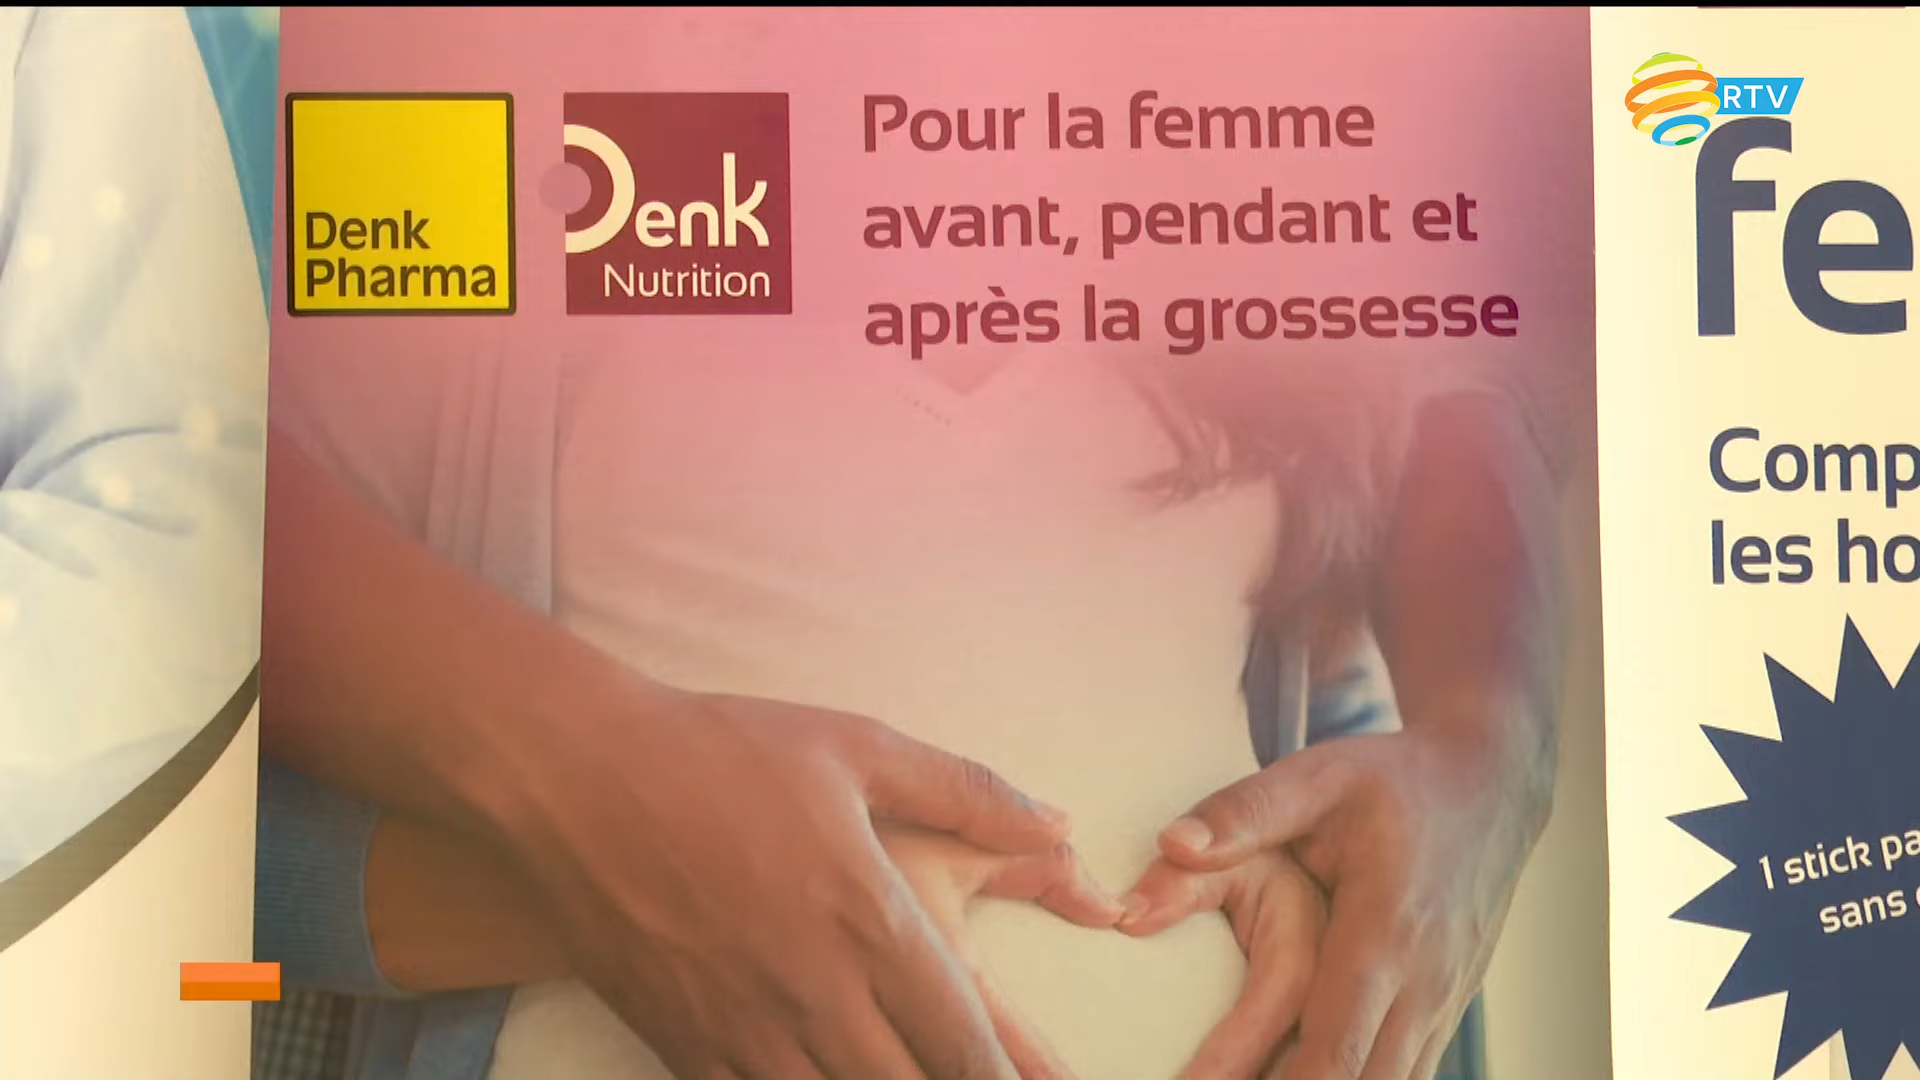 Denk
Pharma
Denk
Nutrition
Pour la femme
avant, pendant et
après la grossesse
RTV
fe
Comp
les ho
1 stick pa
sans